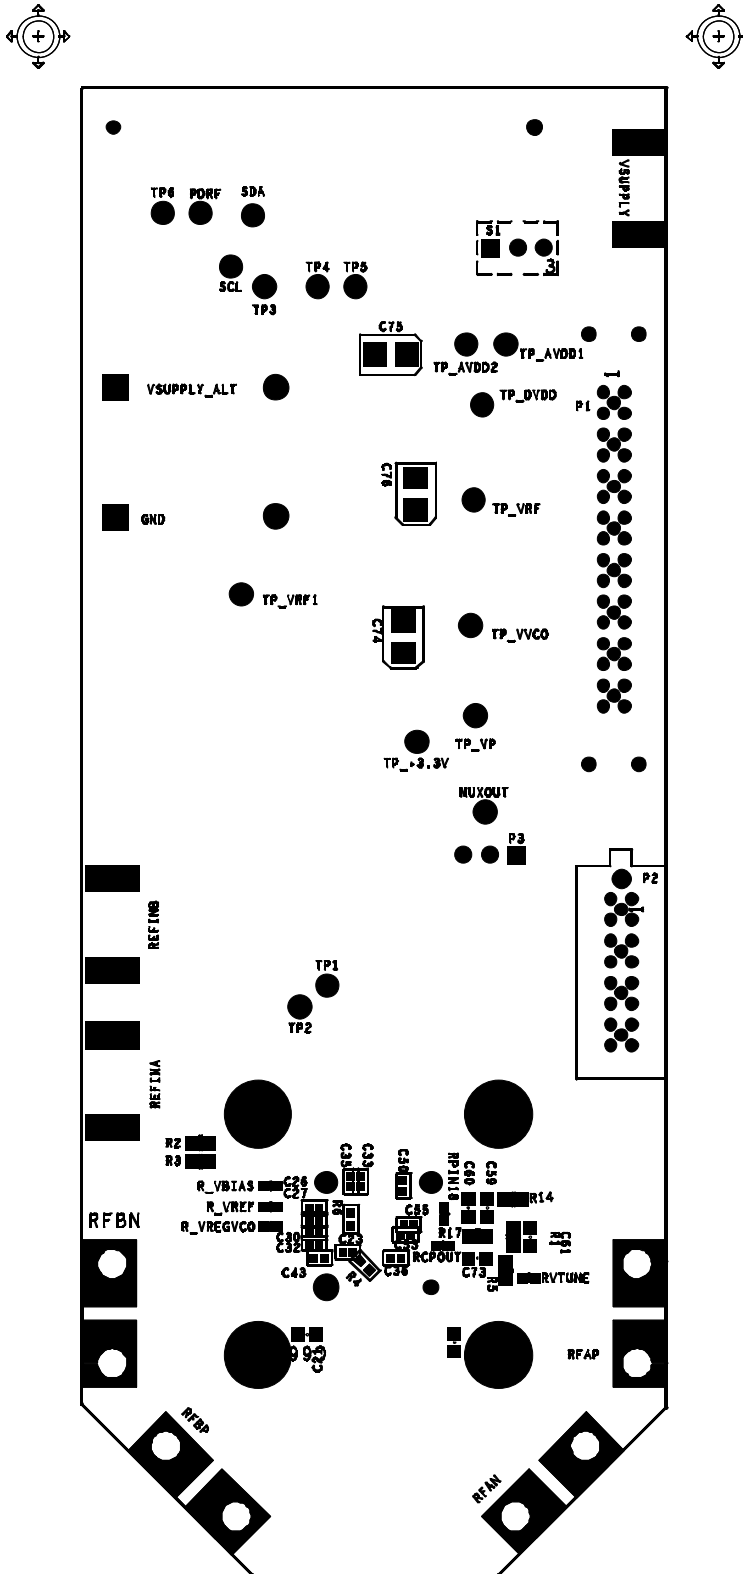 VSUPPLY
TP6 PDRF SDA
S1
3
SCL
TP3
TP4 TP5
C75
TP_AVDD2
TP_AVDD1
TP_DVDD
1
P1
VSUPPLY_ALT
C76
TP_VRF
GND
TP_VRF1
C74
TP_VVCO
TP_VP
TP_+3.3V
MUXOUT
P3
P2
1
REFINB
TP1
TP2
REFINA
R2
R3
C35 C33 C50 RPIN18 C60 C59
R_VBIAS C26
C27
R14
R_VREF
R6
C55
RFBN
R_VREGVCO
C30 C23
R17
C61
C32
RCPOUT
C43
R4
C36
C73
R5
RVTUNE
RFAP
RFBP
RFAN